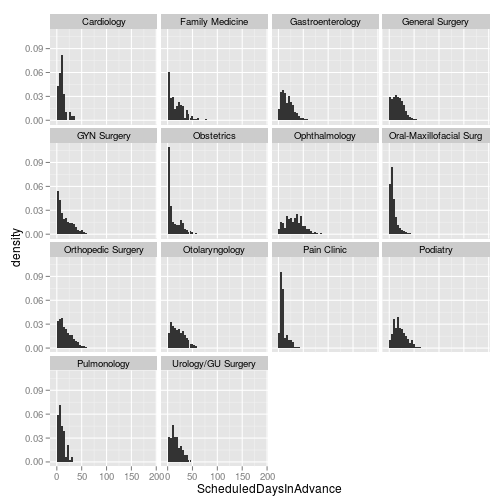 Cardiology
Family Medicine
Gastroenterology
General Surgery
0.09
0.06
0.03
0.00
GYN Surgery
Obstetrics
Ophthalmology
Oral-Maxillofacial Surg
0.09
0.06
0.03
0.00
Orthopedic Surgery
Otolaryngology
Pain Clinic
Podiatry
0.09
0.06
0.03
0.00
Pulmonology
Urology/GU Surgery
0.09
0.06
0.03
0.00
0 50 100 150 200 0 50 100 150 200
density
ScheduledDaysInAdvance